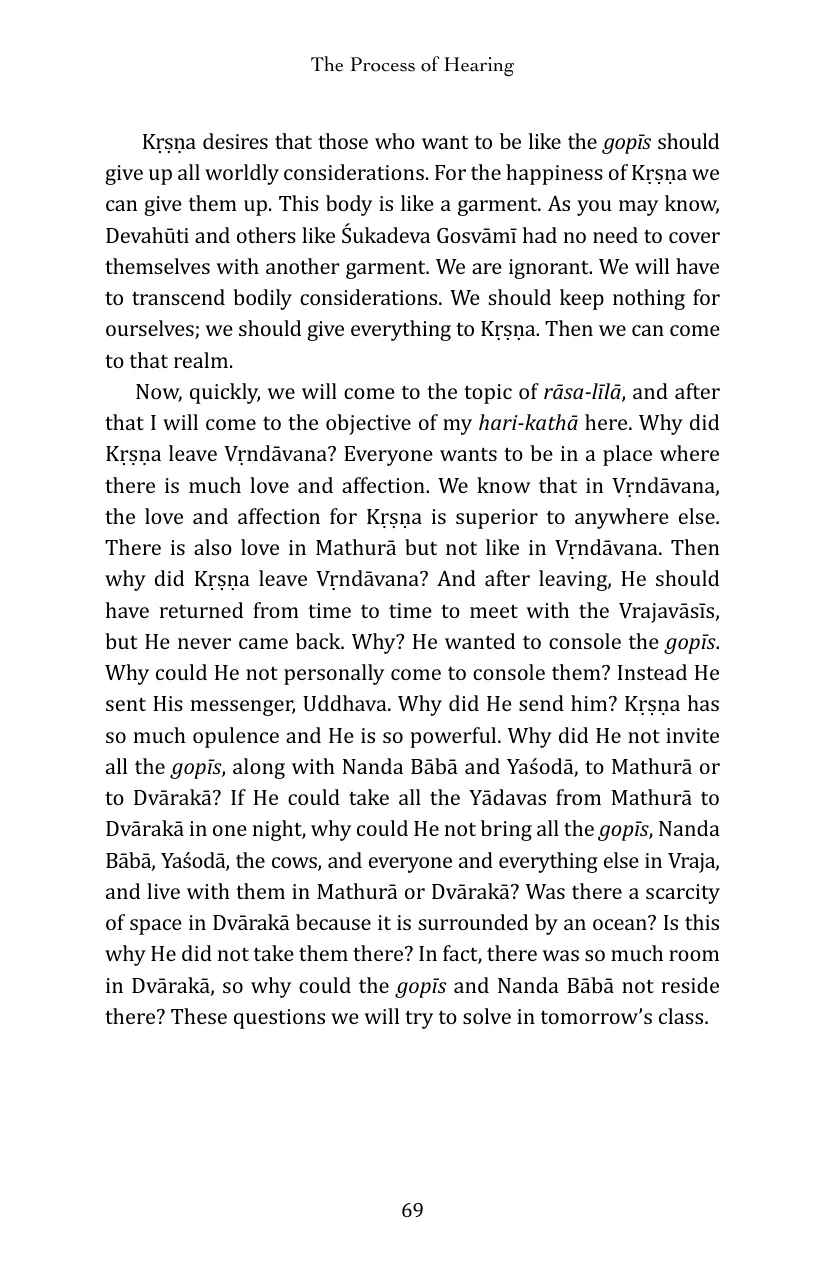 The Process of Hearing
Kṛṣṇa desires that those who want to be like the gopīs should
give up all worldly considerations. For the happiness of Kṛṣṇa we
can give them up. This body is like a garment. As you may know,
Devahūti and others like Śukadeva Gosvāmī had no need to cover
themselves with another garment. We are ignorant. We will have
to transcend bodily considerations. We should keep nothing for
ourselves; we should give everything to Kṛṣṇa. Then we can come
to that realm.
Now, quickly, we will come to the topic of rāsa-līlā, and after
that I will come to the objective of my hari-kathā here. Why did
Kṛṣṇa leave Vṛndāvana? Everyone wants to be in a place where
there is much love and affection. We know that in Vṛndāvana,
the love and affection for Kṛṣṇa is superior to anywhere else.
There is also love in Mathurā but not like in Vṛndāvana. Then
why did Kṛṣṇa leave Vṛndāvana? And after leaving, He should
have returned from time to time to meet with the Vrajavāsīs,
but He never came back. Why? He wanted to console the gopīs.
Why could He not personally come to console them? Instead He
sent His messenger, Uddhava. Why did He send him? Kṛṣṇa has
so much opulence and He is so powerful. Why did He not invite
all the gopīs, along with Nanda Bābā and Yaśodā, to Mathurā or
to Dvārakā? If He could take all the Yādavas from Mathurā to
Dvārakā in one night, why could He not bring all the gopīs, Nanda
Bābā, Yaśodā, the cows, and everyone and everything else in Vraja,
and live with them in Mathurā or Dvārakā? Was there a scarcity
of space in Dvārakā because it is surrounded by an ocean? Is this
why He did not take them there? In fact, there was so much room
in Dvārakā, so why could the gopīs and Nanda Bābā not reside
there? These questions we will try to solve in tomorrow’s class.
69